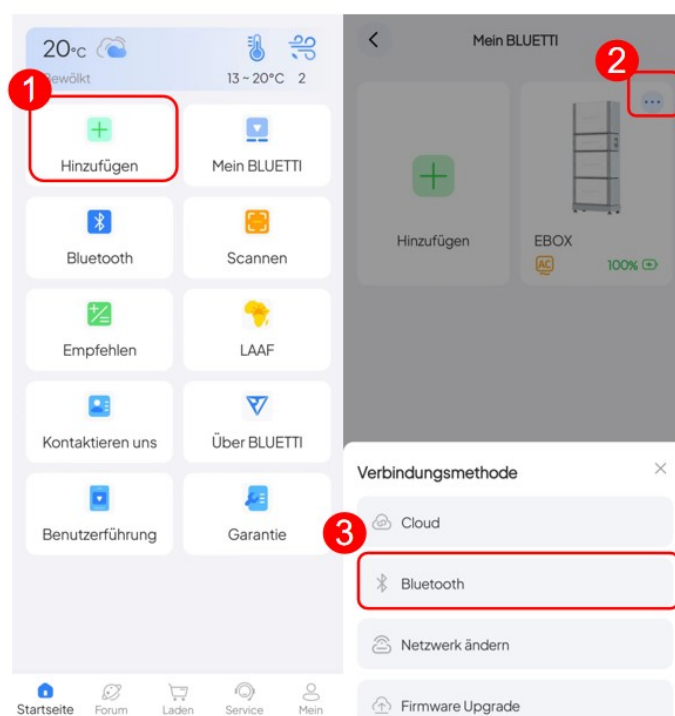 20°C
Bewölkt
13 ~ 20°C 2
1
Hinzufügen
Mein BLUETTI
Bluetooth
Scannen
Empfehlen
LAAF
Kontaktieren uns
Über BLUETTI
Benutzerführung
Garantie
Startseite
Forum
Laden
Service
Mein
Mein BLUETTI
2
Hinzufügen
EBOX
AC
100%
Verbindungsmethode
Cloud
3
Bluetooth
Netzwerk ändern
Firmware Upgrade